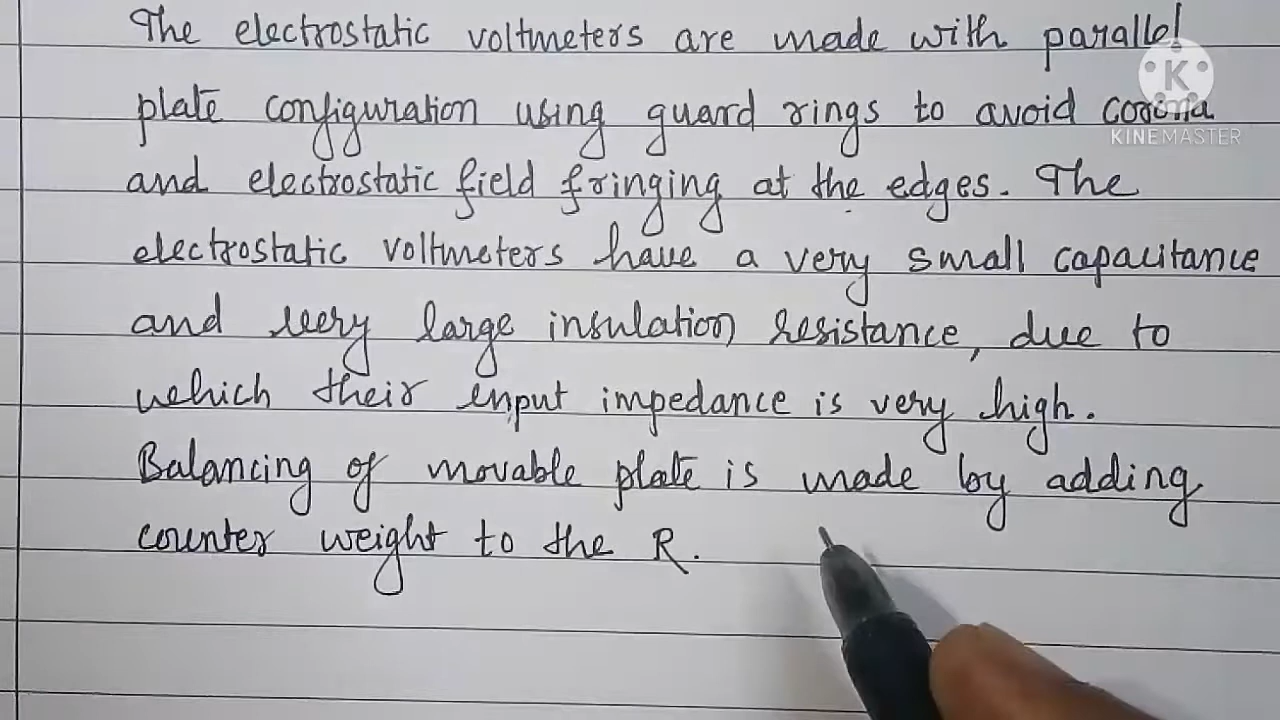 The electrostatic voltmeters are made with parallel
plate configuration using guard rings to avoid corona
and electrostatic field fringing at the edges. The
electrostatic voltmeters have a very small capacitance
and very large insulation resistance, due to
which their input impedance is very high.
Balancing of movable plate is made by adding
counter weight to the R.
K
KINEMASTER